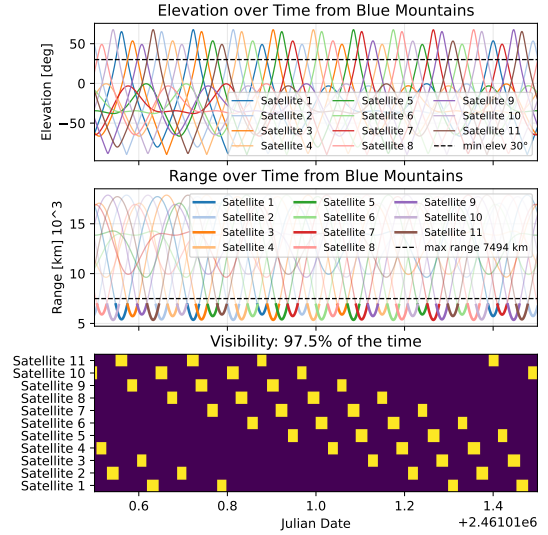 Elevation over Time from Blue Mountains
Elevation [deg]
50
0
−50
Satellite 1 Satellite 5 Satellite 9
Satellite 2 Satellite 6 Satellite 10
Satellite 3 Satellite 7 Satellite 11
Satellite 4 Satellite 8 min elev 30°
Range over Time from Blue Mountains
Range [km] 10^3
15
10
5
Satellite 1 Satellite 5 Satellite 9
Satellite 2 Satellite 6 Satellite 10
Satellite 3 Satellite 7 Satellite 11
Satellite 4 Satellite 8 max range 7494 km
Visibility: 97.5% of the time
Satellite 11
Satellite 10
Satellite 9
Satellite 8
Satellite 7
Satellite 6
Satellite 5
Satellite 4
Satellite 3
Satellite 2
Satellite 1
0.6 0.8 1.0 1.2 1.4
Julian Date
+2.46101e6